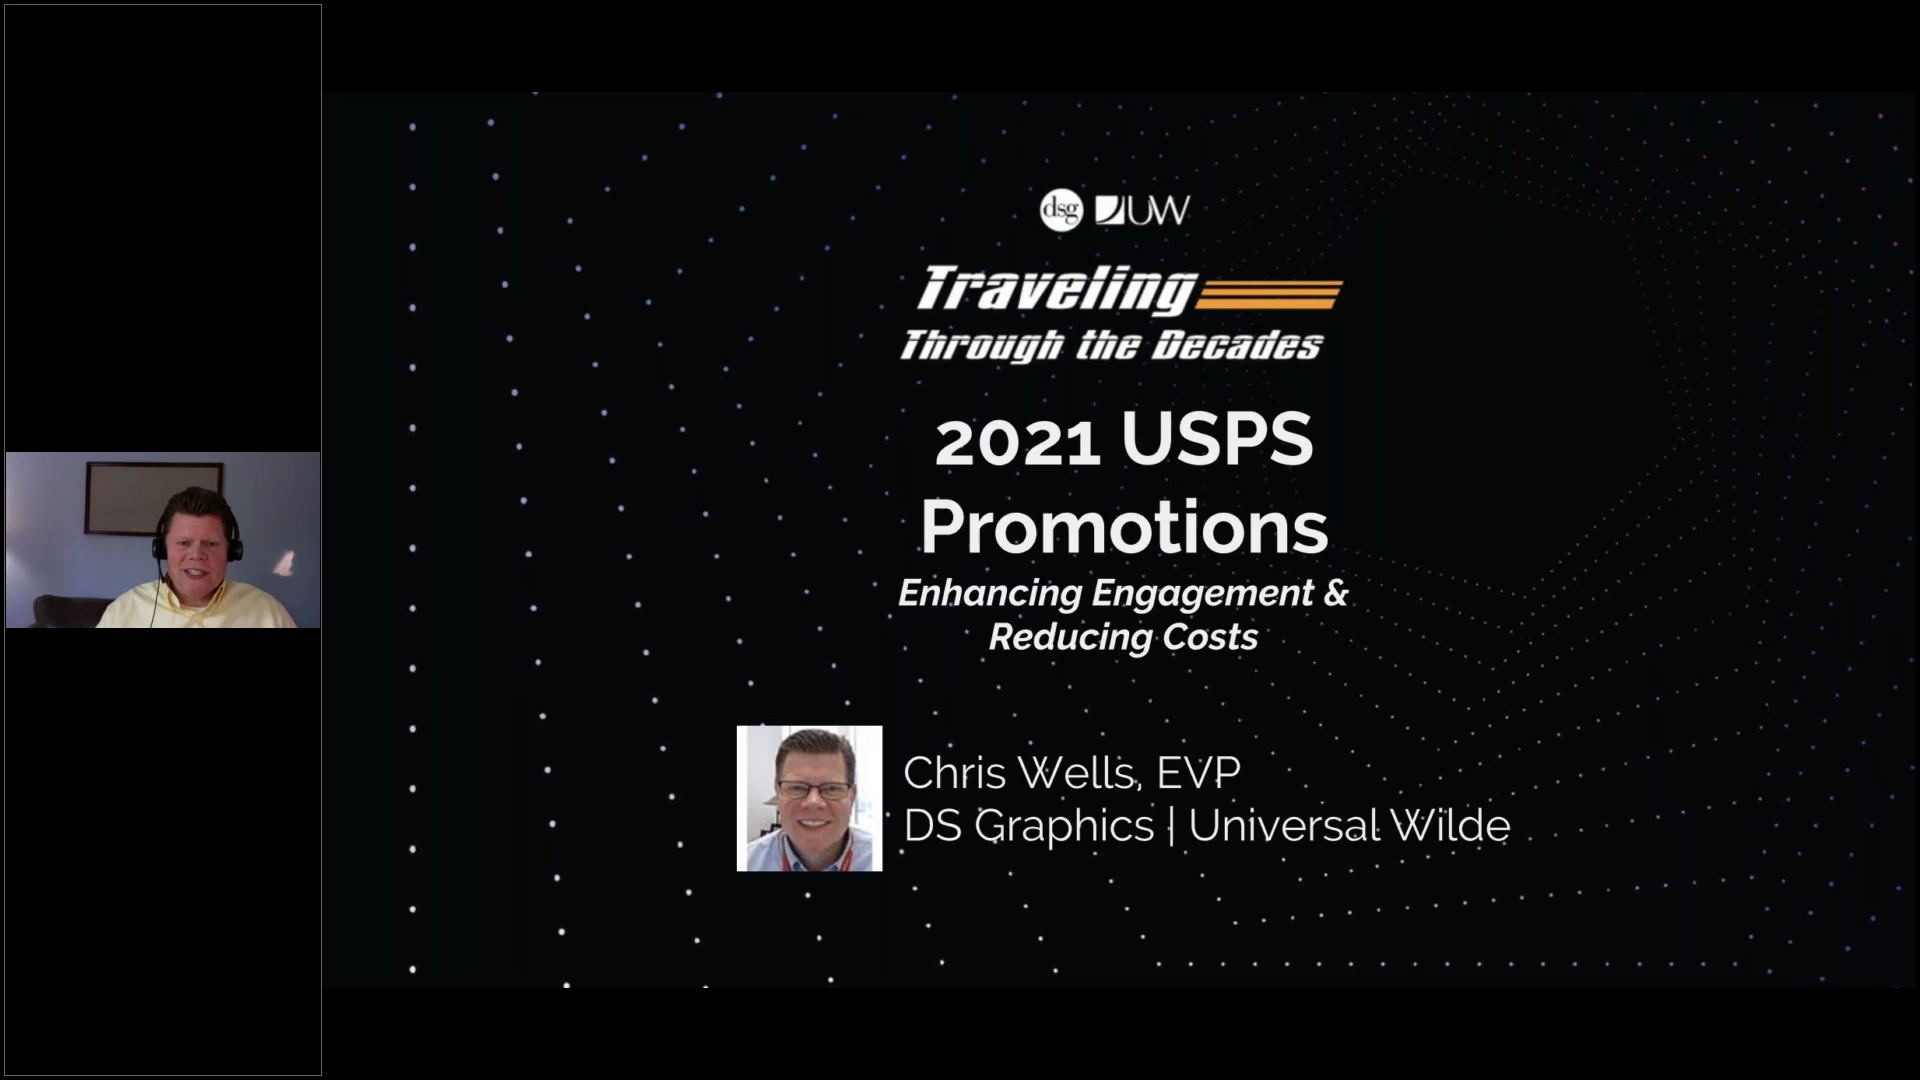 dsg UW
Traveling
Through the Decades
2021 USPS
Promotions
Enhancing Engagement &
Reducing Costs
Chris Wells, EVP
DS Graphics | Universal Wilde